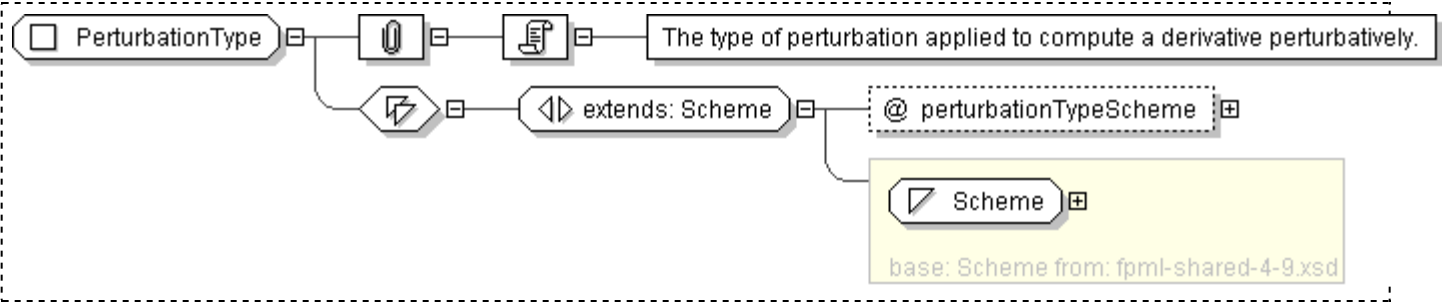 PerturbationType
The type of perturbation applied to compute a derivative perturbatively.
extends: Scheme
@ perturbationTypeScheme
Scheme
base: Scheme from: fpml-shared-4-9.xsd